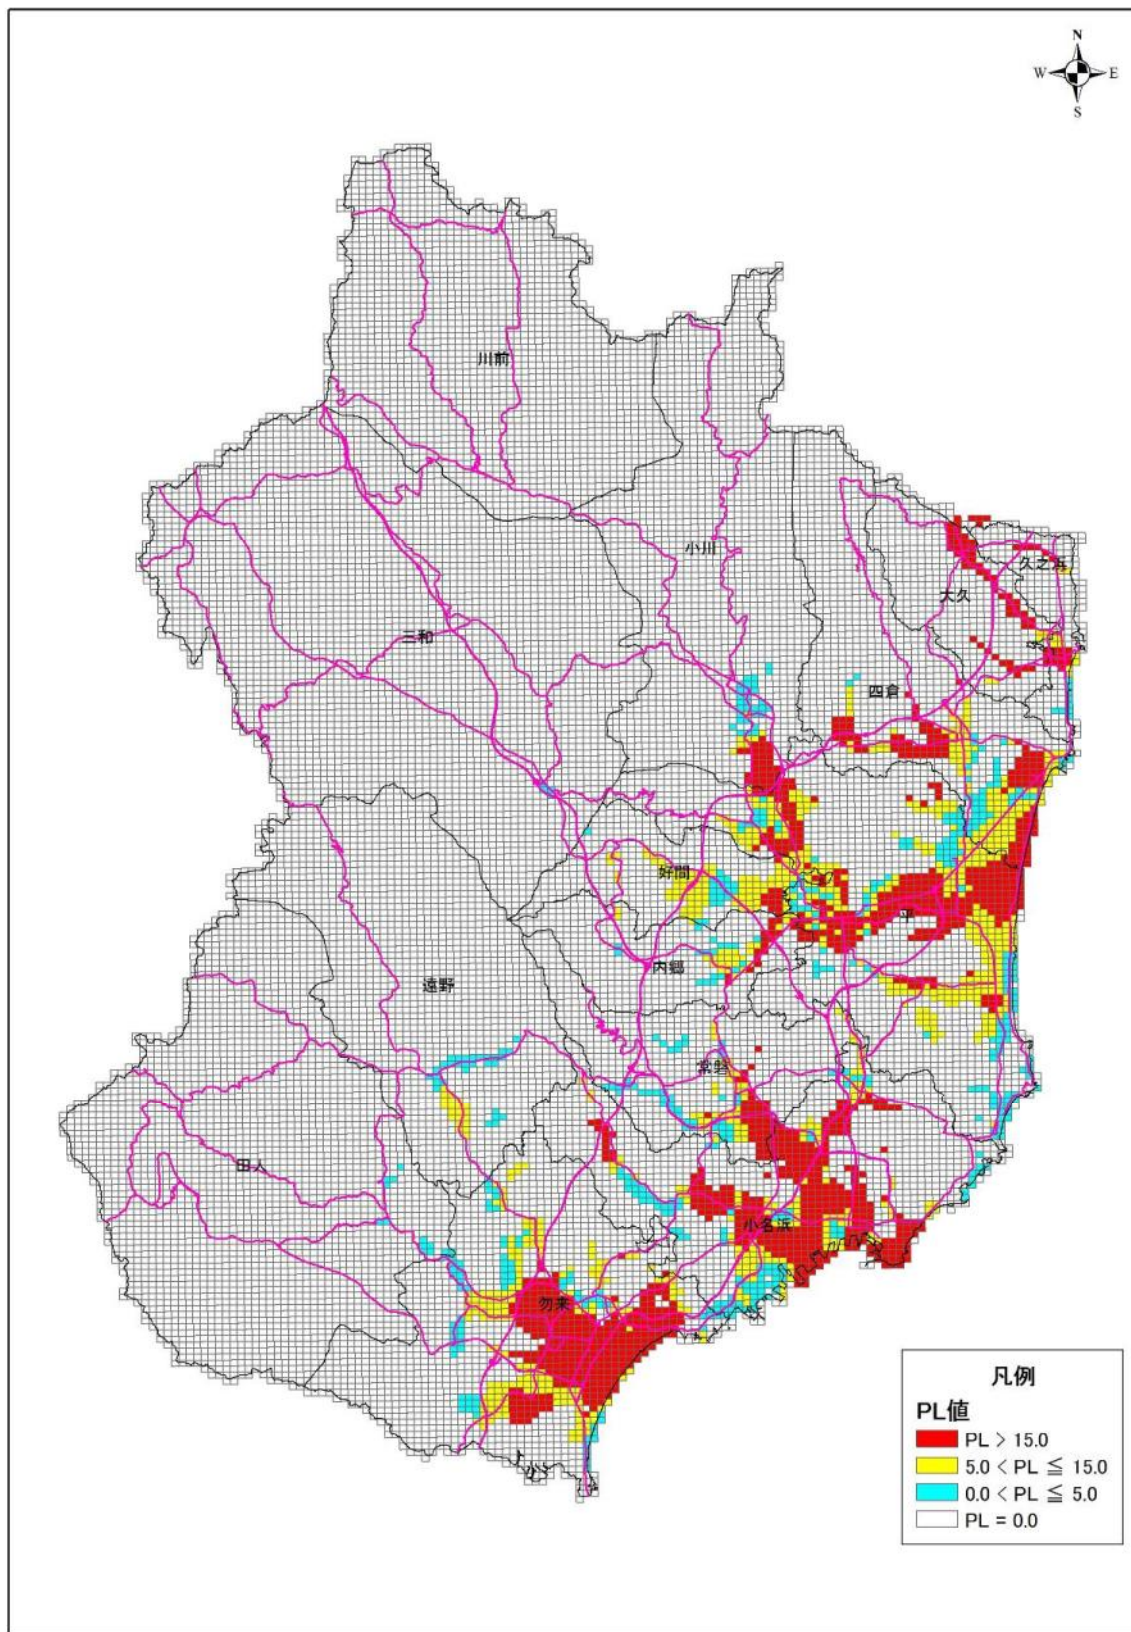 N
W E
S
川前
小川
久之浜
大久
三和
四倉
好間
平
内郷
遠野
常磐
田人
小名浜
勿来
凡例
PL値
PL > 15.0
5.0 < PL ≦ 15.0
0.0 < PL ≦ 5.0
PL = 0.0